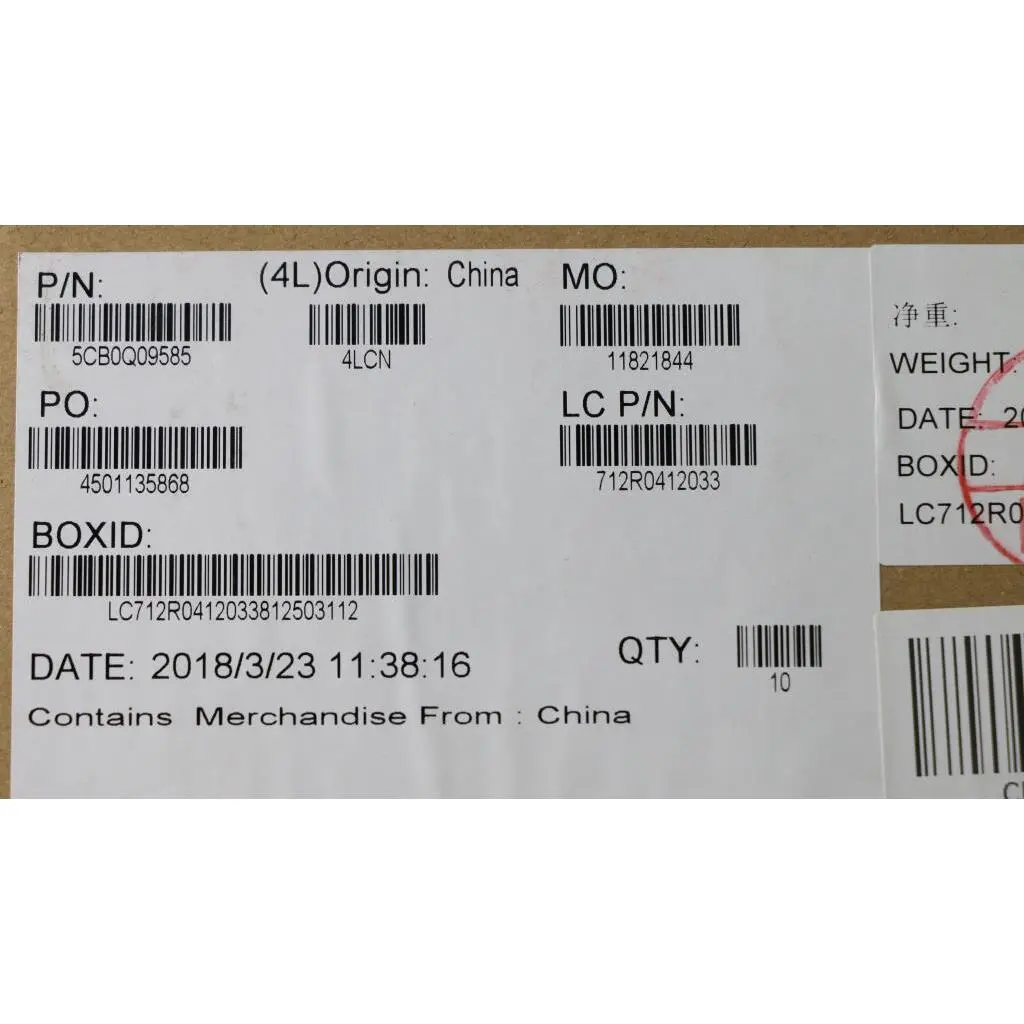 P/N: (4L)Origin: China MO:
5CB0Q09585 4LCN 11821844
PO: LC P/N:
4501135868 712R0412033
BOXID:
LC712R0412033812503112
DATE: 2018/3/23 11:38:16 QTY:
10
Contains Merchandise From : China
净重:
WEIGHT:
DATE: 20
BOXID:
LC712R0